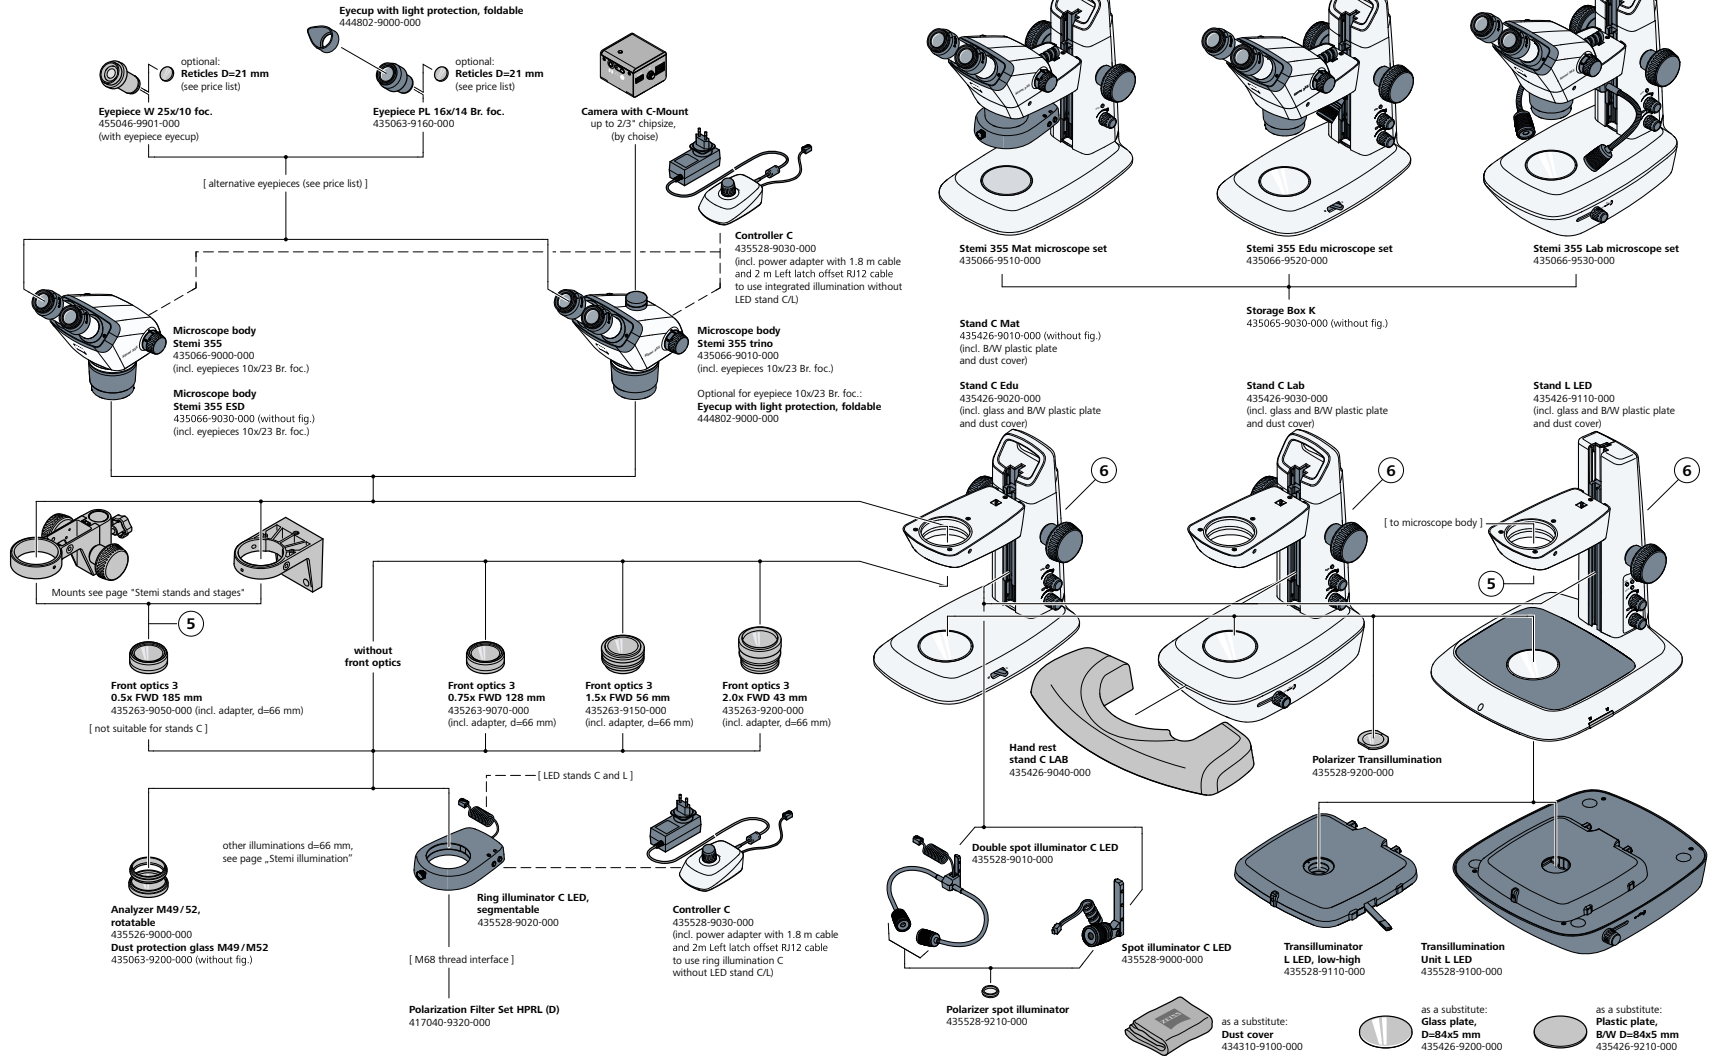 Eyecup with light protection, foldable
444802-9000-000
optional:
Reticles D=21 mm
(see price list)
optional:
Reticles D=21 mm
(see price list)
Eyepiece W 25x/10 foc.
455046-9901-000
(with eyepiece eyecup)
Eyepiece PL 16x/14 Br. foc.
435063-9160-000
Camera with C-Mount
up to 2/3" chipsize,
(by choise)
[ alternative eyepieces (see price list) ]
Controller C
435528-9030-000
(incl. power adapter with 1.8 m cable
and 2 m Left latch offset RJ12 cable
to use integrated illumination without
LED stand C/L)
Stemi 355 Mat microscope set
435066-9510-000
Stemi 355 Edu microscope set
435066-9520-000
Stemi 355 Lab microscope set
435066-9530-000
Storage Box K
435065-9030-000 (without fig.)
Microscope body
Stemi 355
435066-9000-000
(incl. eyepieces 10x/23 Br. foc.)
Microscope body
Stemi 355 ESD
435066-9030-000 (without fig.)
(incl. eyepieces 10x/23 Br. foc.)
Microscope body
Stemi 355 trino
435066-9010-000
(incl. eyepieces 10x/23 Br. foc.)
Optional for eyepiece 10x/23 Br. foc.:
Eyecup with light protection, foldable
444802-9000-000
Stand C Mat
435426-9010-000 (without fig.)
(incl. B/W plastic plate
and dust cover)
Stand C Edu
435426-9020-000
(incl. glass and B/W plastic plate
and dust cover)
Stand C Lab
435426-9030-000
(incl. glass and B/W plastic plate
and dust cover)
Stand L LED
435426-9110-000
(incl. glass and B/W plastic plate
and dust cover)
6
6
6
[ to microscope body ]
5
Mounts see page "Stemi stands and stages"
5
without
front optics
Front optics 3
0.5x FWD 185 mm
435263-9050-000 (incl. adapter, d=66 mm)
[ not suitable for stands C ]
Front optics 3
0.75x FWD 128 mm
435263-9070-000
(incl. adapter, d=66 mm)
Front optics 3
1.5x FWD 56 mm
435263-9150-000
(incl. adapter, d=66 mm)
Front optics 3
2.0x FWD 43 mm
435263-9200-000
(incl. adapter, d=66 mm)
Hand rest
stand C LAB
435426-9040-000
Polarizer Transillumination
435528-9200-000
[ LED stands C and L ]
other illuminations d=66 mm,
see page „Stemi illumination”
Analyzer M49/52,
rotatable
435526-9000-000
Dust protection glass M49/M52
435063-9200-000 (without fig.)
Ring illuminator C LED,
segmentable
435528-9020-000
[ M68 thread interface ]
Polarization Filter Set HPRL (D)
417040-9320-000
Controller C
435528-9030-000
(incl. power adapter with 1.8 m cable
and 2m Left latch offset RJ12 cable
to use ring illumination C
without LED stand C/L)
Double spot illuminator C LED
435528-9010-000
Spot illuminator C LED
435528-9000-000
Polarizer spot illuminator
435528-9210-000
Transilluminator
L LED, low-high
435528-9110-000
Transillumination
Unit L LED
435528-9100-000
ZEISS
as a substitute:
Dust cover
434310-9100-000
as a substitute:
Glass plate,
D=84x5 mm
435426-9200-000
as a substitute:
Plastic plate,
B/W D=84x5 mm
435426-9210-000